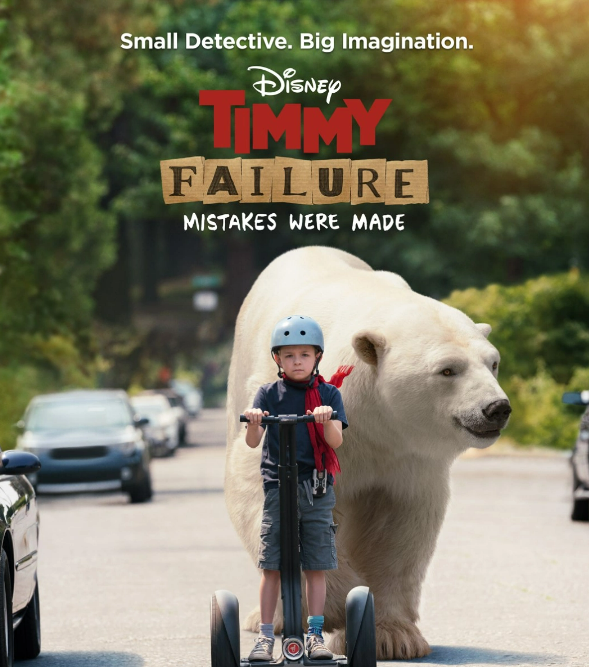 Small Detective. Big Imagination.
Disney
TIMMY
FAILURE
MISTAKES WERE MADE